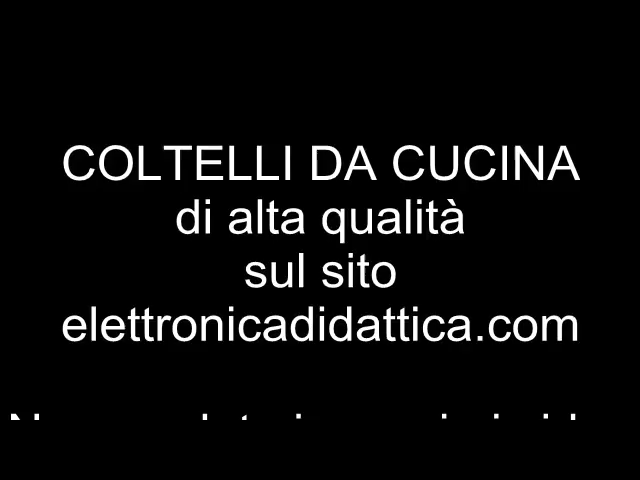 COLTELLI DA CUCINA
di alta qualità
sul sito
elettronicadidattica.com